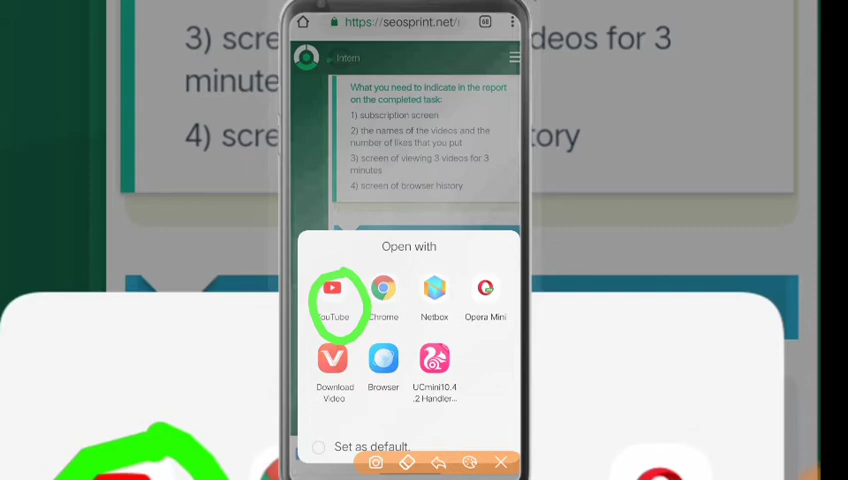 3) scre
deos for 3
minute
4) scre
tory
https://seosprint.net/
68
Intern
What you need to indicate in the report
on the completed task:
1) subscription screen
2) the names of the videos and the
number of likes that you put
3) screen of viewing 3 videos for 3
minutes
4) screen of browser history
Open with
YouTube
Chrome
Netbox
Opera Mini
Download
Video
Browser
UCmini10.4
.2 Handler...
Set as default.